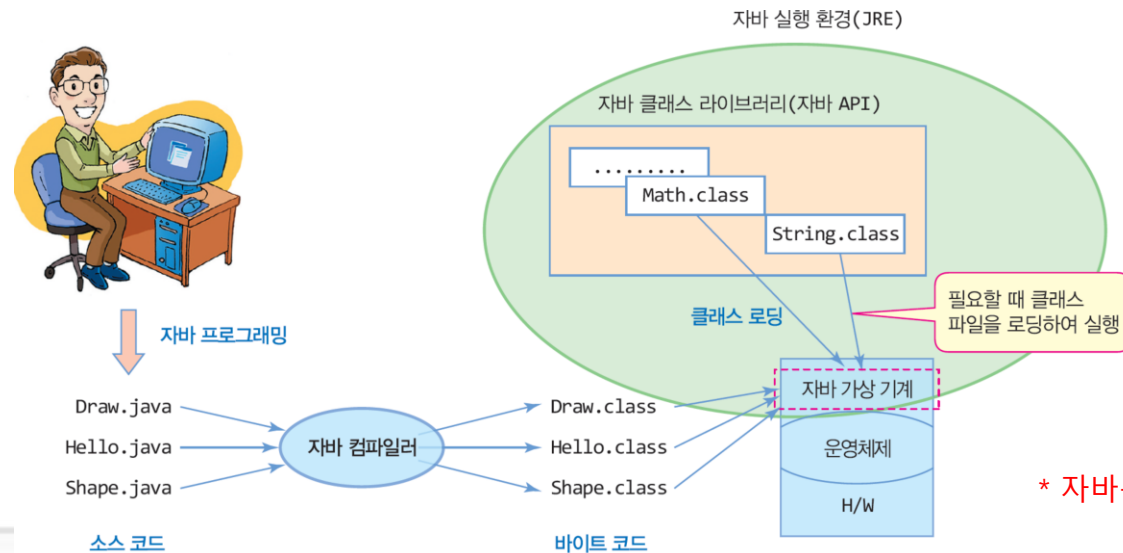 자바 실행 환경(JRE)
자바 클래스 라이브러리(자바 API)
.........
Math.class
String.class
클래스 로딩
필요할 때 클래스
파일을 로딩하여 실행
자바 프로그래밍
자바 가상 기계
Draw.java
Draw.class
Hello.java
자바 컴파일러
Hello.class
운영체제
Shape.java
Shape.class
H/W
* 자바
소스 코드
바이트 코드